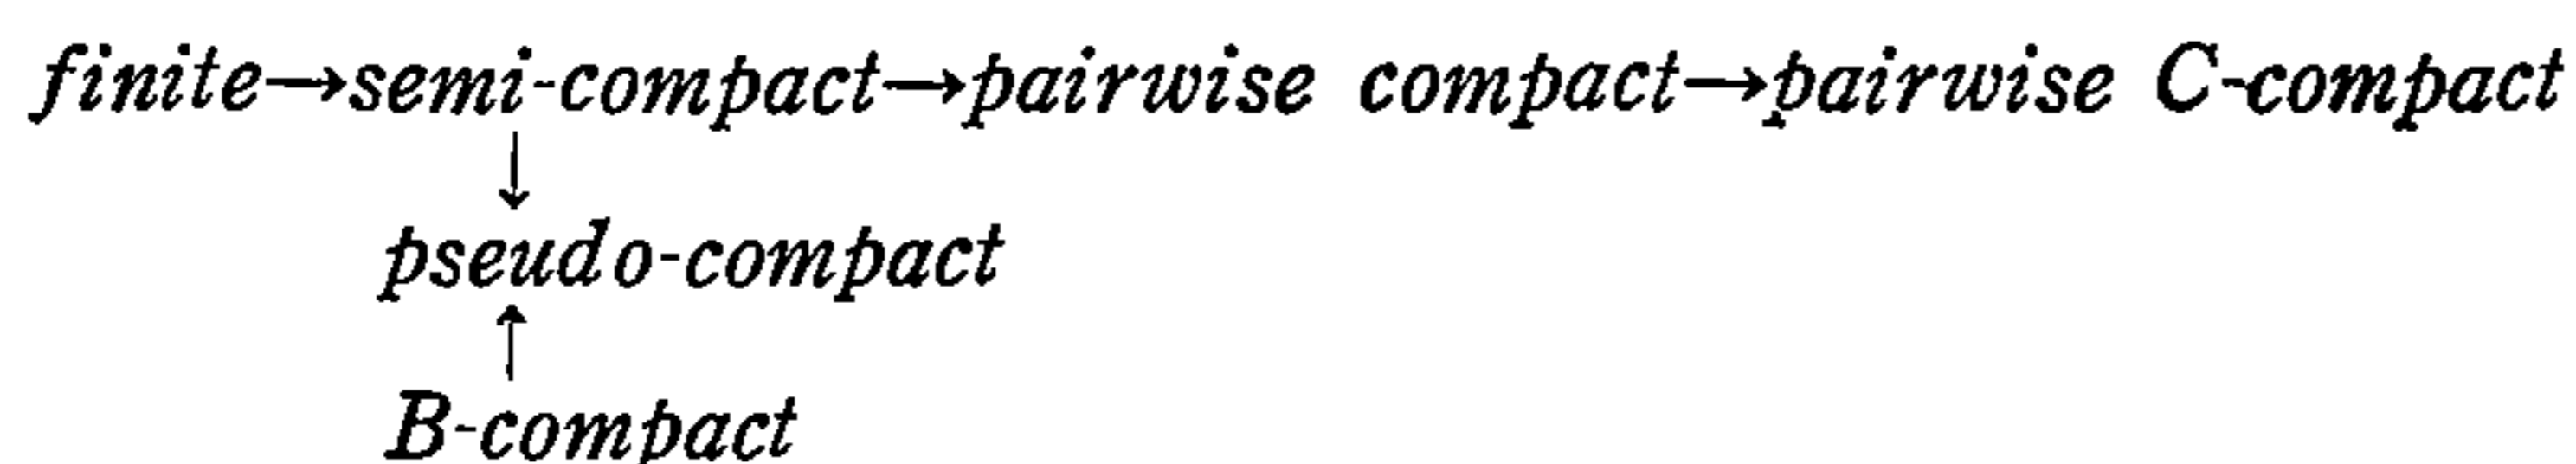 finite→semi-compact→pairwise compact→pairwise C-compact
↓
pseudo-compact
↑
B-compact